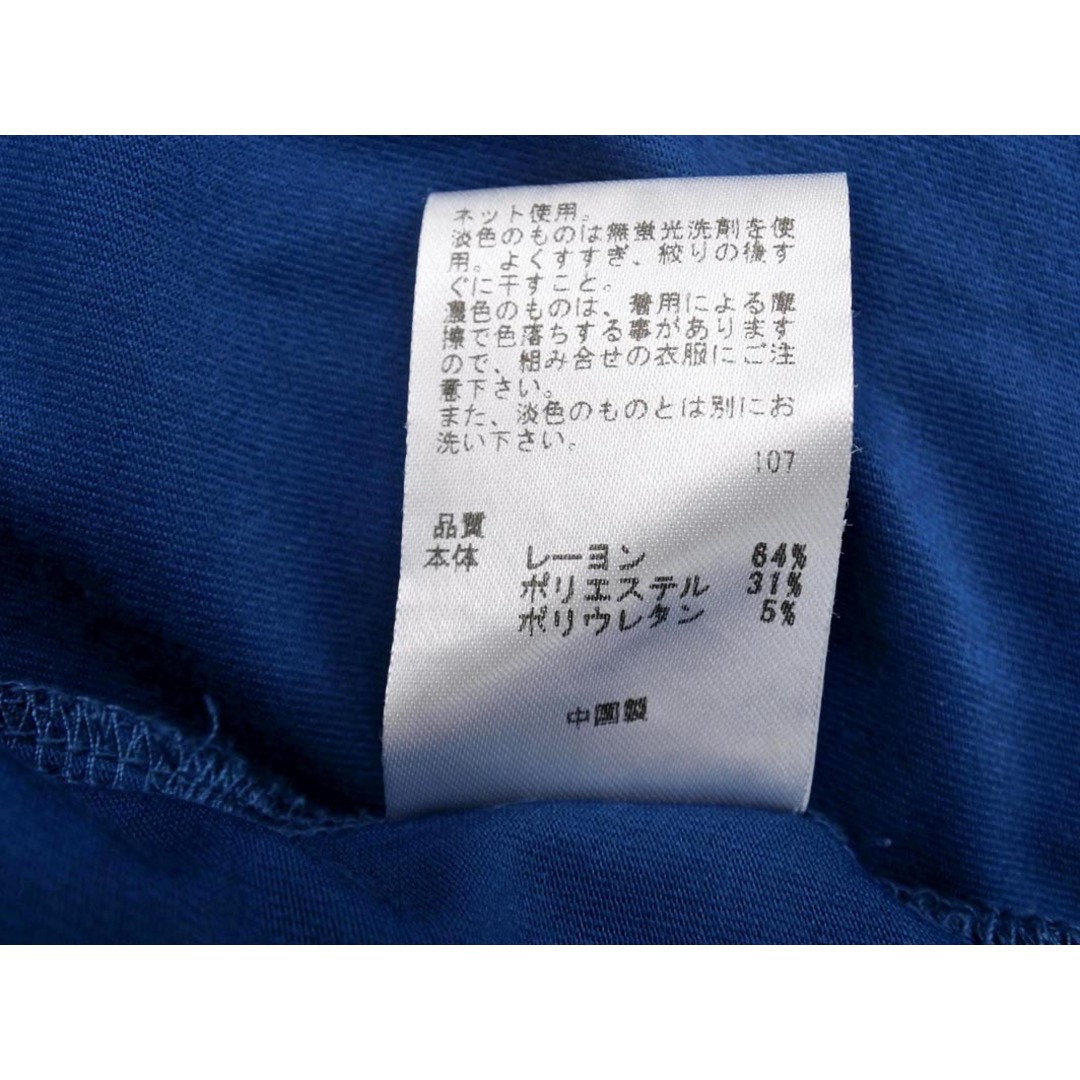 ネット使用。
淡色のものは無蛍光洗剤を使
用。よくすすぎ、絞りの後す
ぐに干すこと。
濃色のものは、着用による摩
擦で色落ちする事があります
ので、組み合せの衣服にご注
意下さい。
また、淡色のものとは別にお
洗い下さい。
107
品質
本体 レーヨン 64%
ポリエステル 31%
ポリウレタン 5%
中国製